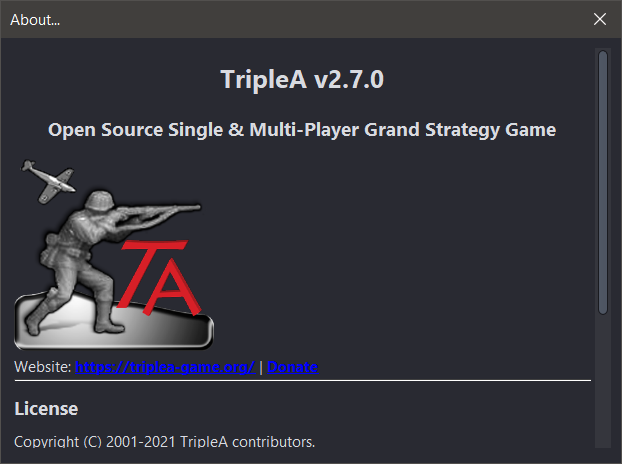 About...
TripleA v2.7.0
Open Source Single & Multi-Player Grand Strategy Game
TA
Website: https://triplea-game.org/ | Donate
License
Copyright (C) 2001-2021 TripleA contributors.